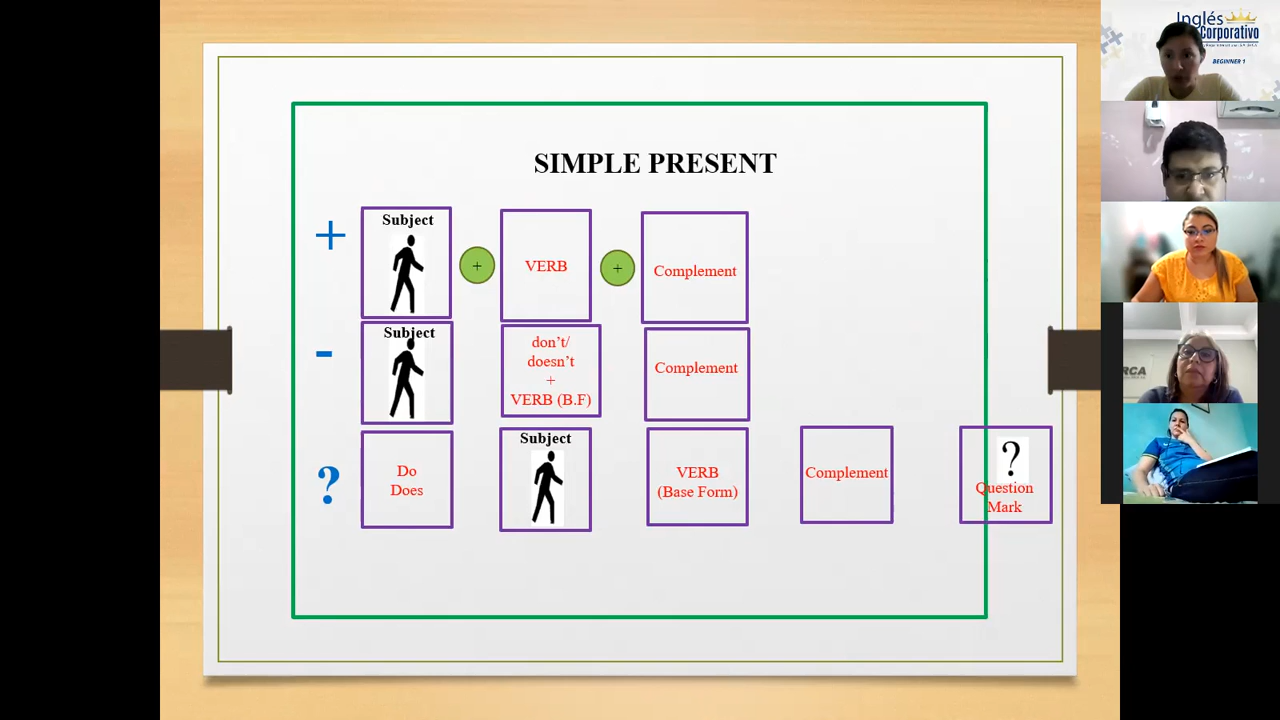 SIMPLE PRESENT
+
Subject
+
VERB
+
Complement
-
Subject
don't/
doesn't
+
VERB (B.F)
Complement
?
Do
Does
Subject
VERB
(Base Form)
Complement
?
Question
Mark
Inglés
Corporativo
BEGINNER 1
RCA